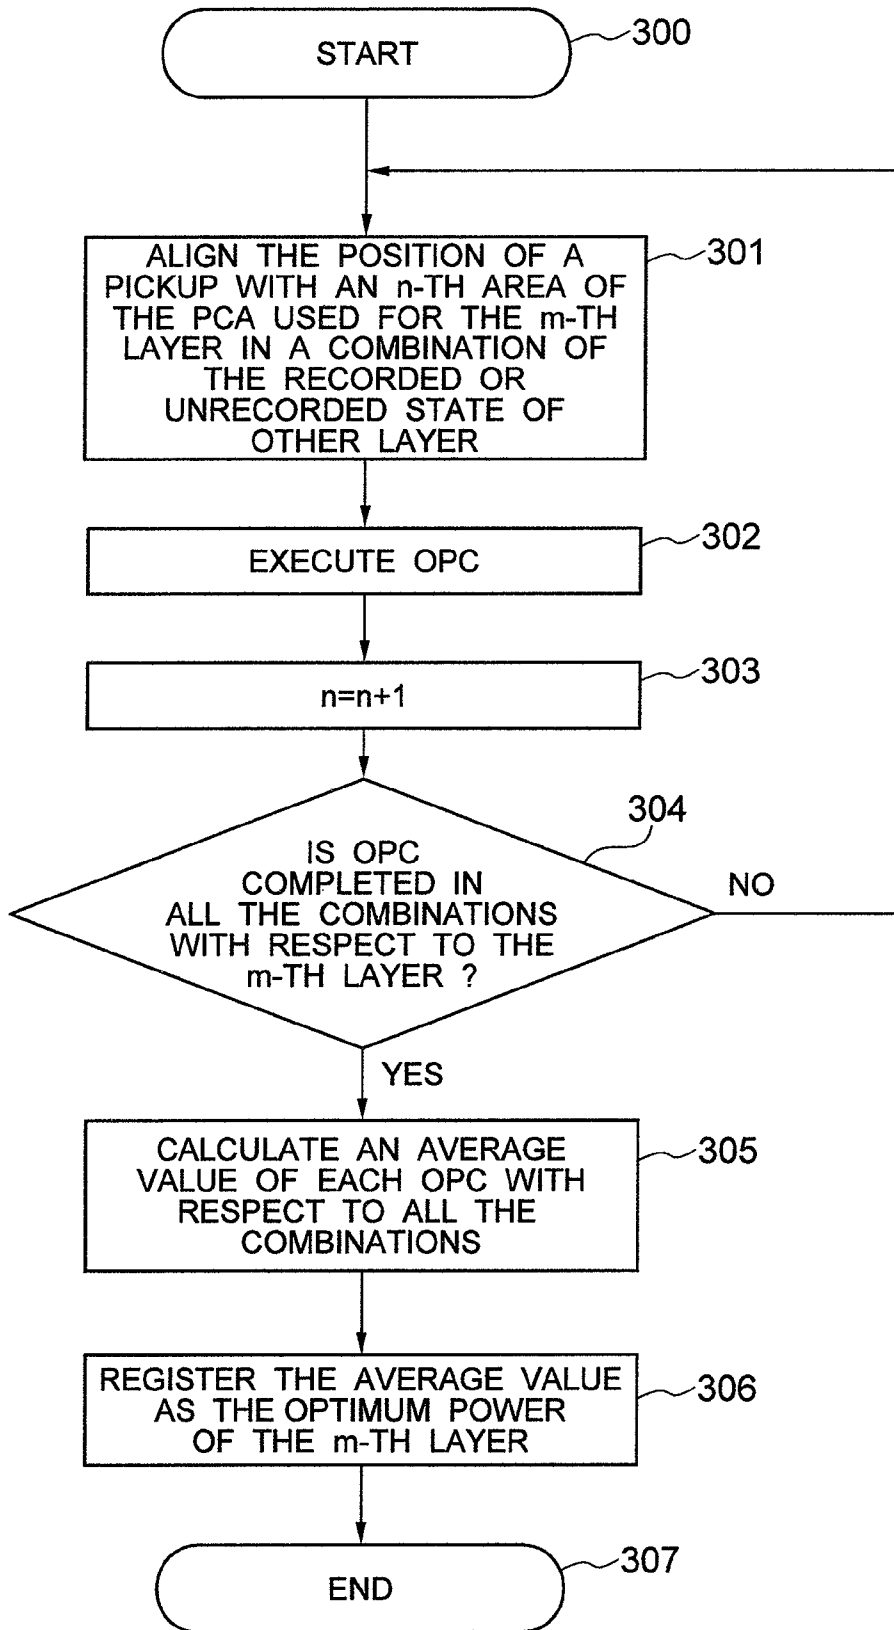 START
300
ALIGN THE POSITION OF A
PICKUP WITH AN n-TH AREA OF
THE PCA USED FOR THE m-TH
LAYER IN A COMBINATION OF
THE RECORDED OR
UNRECORDED STATE OF
OTHER LAYER
301
EXECUTE OPC
302
n=n+1
303
IS OPC
COMPLETED IN
ALL THE COMBINATIONS
WITH RESPECT TO THE
m-TH LAYER ?
304
NO
YES
CALCULATE AN AVERAGE
VALUE OF EACH OPC WITH
RESPECT TO ALL THE
COMBINATIONS
305
REGISTER THE AVERAGE VALUE
AS THE OPTIMUM POWER
OF THE m-TH LAYER
306
END
307